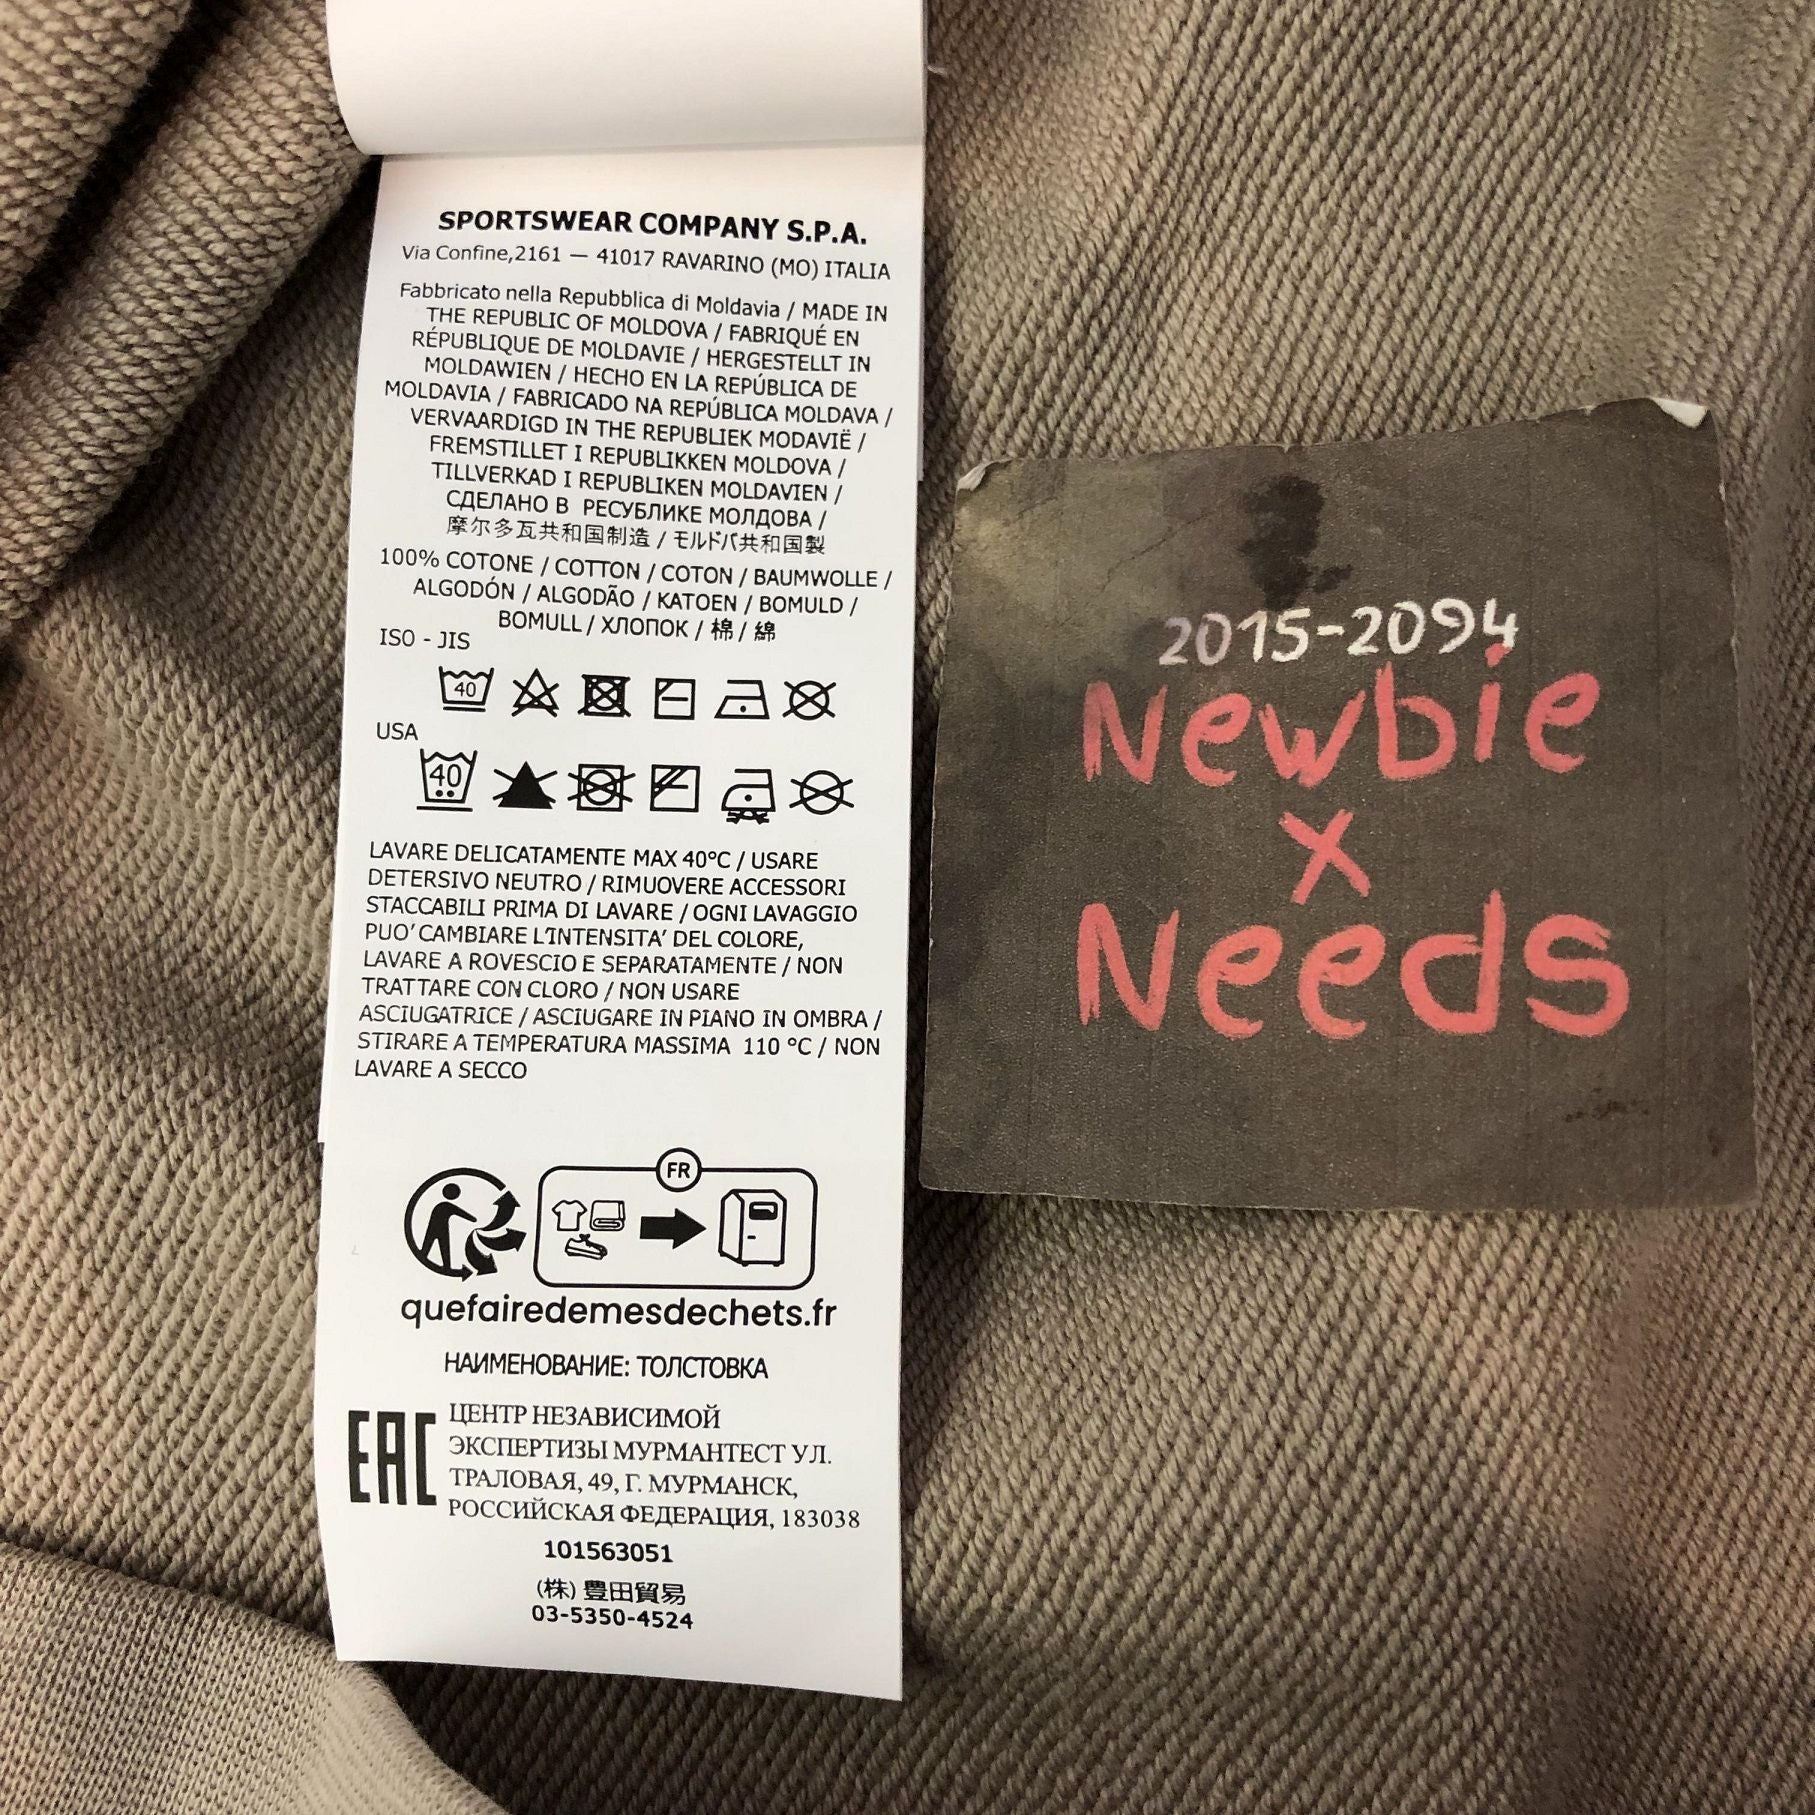 SPORTSWEAR COMPANY S.P.A.
Via Confine,2161 — 41017 RAVARINO (MO) ITALIA
Fabbricato nella Repubblica di Moldavia / MADE IN
THE REPUBLIC OF MOLDOVA / FABRIQUÉ EN
RÉPUBLIQUE DE MOLDAVIE / HERGESTELLT IN
MOLDAWIEN / HECHO EN LA REPÚBLICA DE
MOLDAVIA / FABRICADO NA REPÚBLICA MOLDAVA /
VERVAARDIGD IN THE REPUBLIEK MODAVIË /
FREMSTILLET I REPUBLIKKEN MOLDOVA /
TILLVERKAD I REPUBLIKEN MOLDAVIEN /
СДЕЛАНО В РЕСУБЛИКЕ МОЛДОВА /
摩尔多瓦共和国制造 / モルドバ共和国製
100% COTONE / COTTON / COTON / BAUMWOLLE /
ALGODÓN / ALGODÃO / KATOEN / BOMULD /
BOMULL / ХЛОПОК / 棉 / 綿
ISO - JIS
40
USA
40
LAVARE DELICATAMENTE MAX 40°C / USARE
DETERSIVO NEUTRO / RIMUOVERE ACCESSORI
STACCABILI PRIMA DI LAVARE / OGNI LAVAGGIO
PUO' CAMBIARE L'INTENSITA' DEL COLORE,
LAVARE A ROVESCIO E SEPARATAMENTE / NON
TRATTARE CON CLORO / NON USARE
ASCIUGATRICE / ASCIUGARE IN PIANO IN OMBRA /
STIRARE A TEMPERATURA MASSIMA 110 °C / NON
LAVARE A SECCO
FR
quefairedemesdechets.fr
НАИМЕНОВАНИЕ: ТОЛСТОВКА
EAC
ЦЕНТР НЕЗАВИСИМОЙ
ЭКСПЕРТИЗЫ МУРМАНТЕСТ УЛ.
ТРАЛОВАЯ, 49, Г. МУРМАНСК,
РОССИЙСКАЯ ФЕДЕРАЦИЯ, 183038
101563051
(株) 豊田貿易
03-5350-4524
2015-2094
Newbie
x
Needs